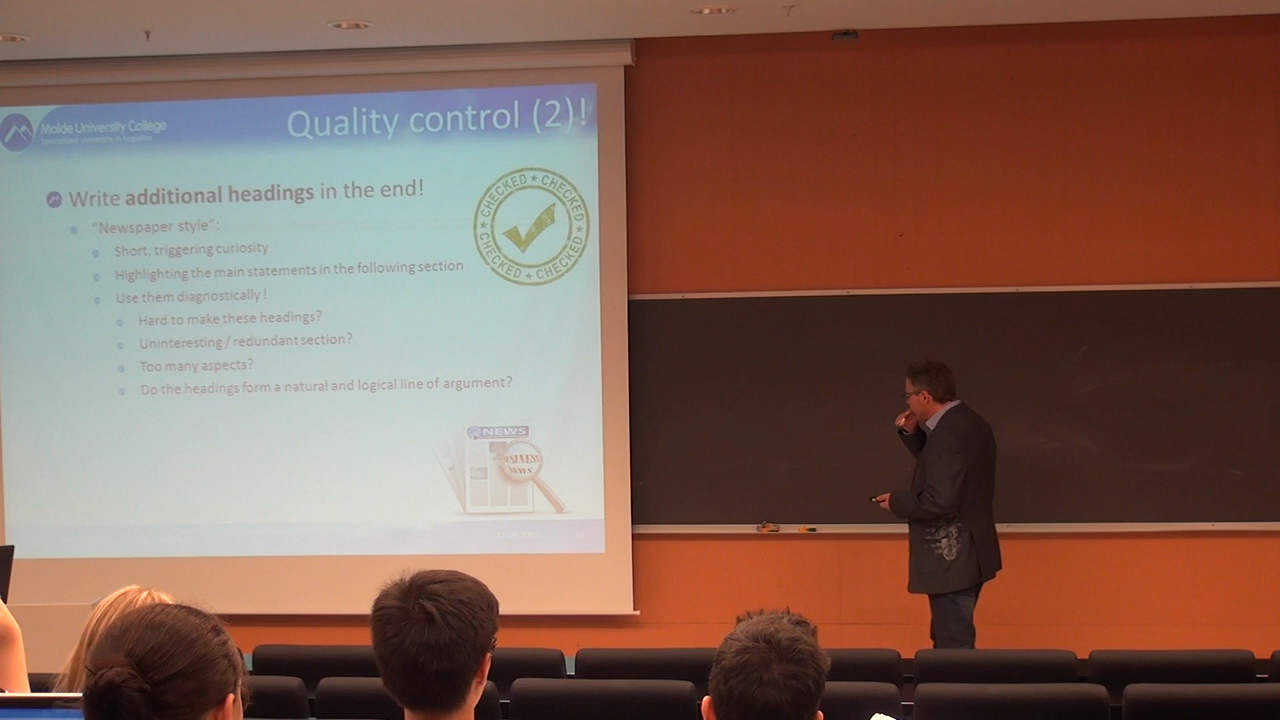 Molde University College
Specialized University in Logistics
Quality control (2)!
Write additional headings in the end!
"Newspaper style":
Short, triggering curiosity
Highlighting the main statements in the following section
Use them diagnostically !
Hard to make these headings?
Uninteresting / redundant section?
Too many aspects?
Do the headings form a natural and logical line of argument?
CHECKED ★ CHECKED ★ CHECKED ★ CHECKED ★
NEWS
BUSINESS
NEWS